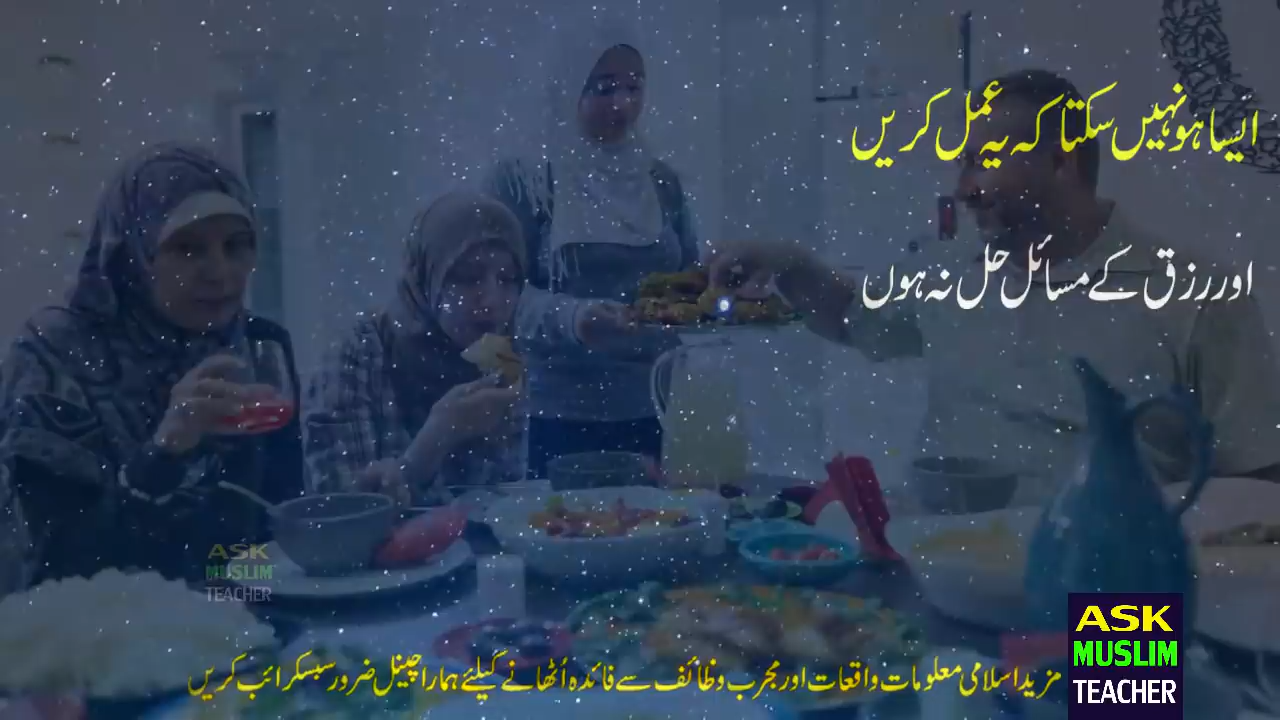 ایسا ہو نہیں سکتا کہ یہ عمل کریں
اور رزق کے مسائل حل نہ ہوں
ASK
MUSLIM
TEACHER
مزید اسلامی معلومات واقعات اور مجرب وظائف سے فائدہ اُٹھانے کیلئے ہمارا چینل ضرور سبسکرائب کریں
ASK
MUSLIM
TEACHER